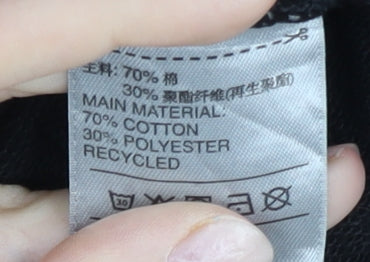 主料: 70% 棉
30% 聚酯纤维(再生聚酯)
MAIN MATERIAL:
70% COTTON
30% POLYESTER
RECYCLED
30